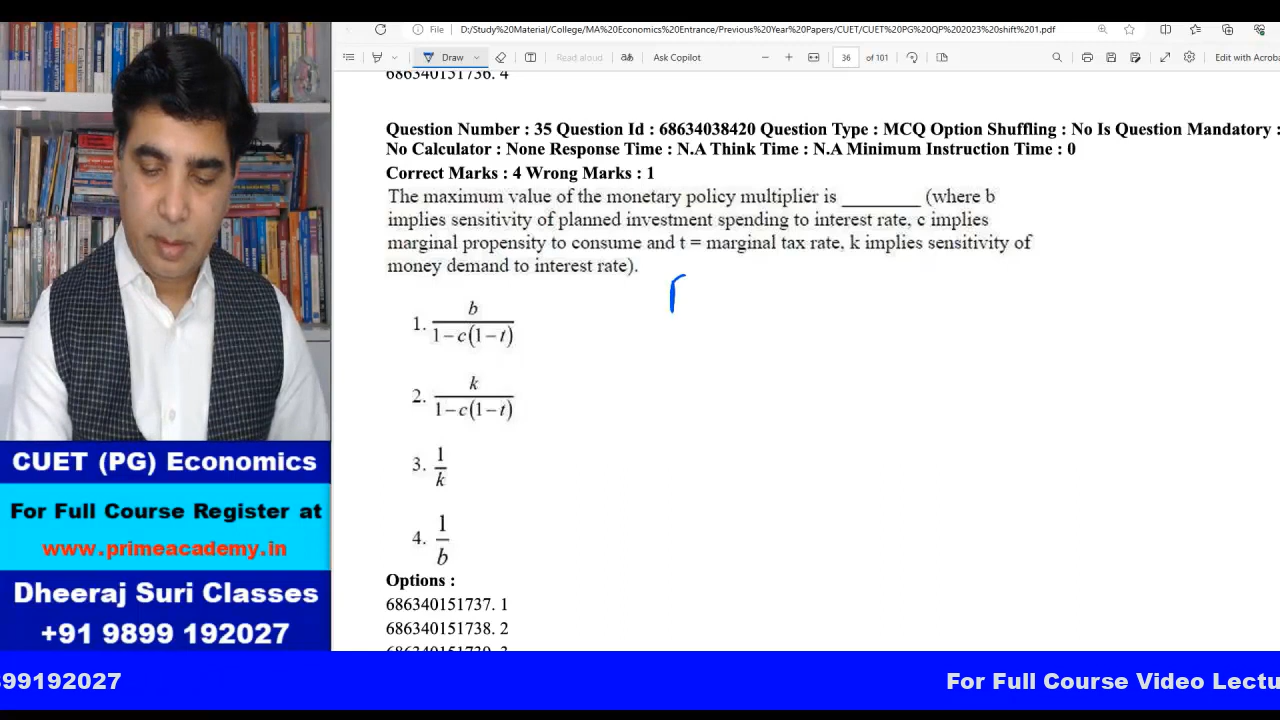 File
D:/Study%20Material/College/MA%20Economics%20Entrance/Previous%20Year%20Papers/CUET/CUET%20PG%20QP%202023%20shift%201.pdf
Draw
Read aloud
Ask Copilot
36 of 101
Edit with Acroba
686340151736. 4
Question Number : 35 Question Id : 68634038420 Question Type : MCQ Option Shuffling : No Is Question Mandatory :
No Calculator : None Response Time : N.A Think Time : N.A Minimum Instruction Time : 0
Correct Marks : 4 Wrong Marks : 1
The maximum value of the monetary policy multiplier is ________ (where b
implies sensitivity of planned investment spending to interest rate, c implies
marginal propensity to consume and t = marginal tax rate, k implies sensitivity of
money demand to interest rate).
1. b / 1−c(1−t)
2. k / 1−c(1−t)
3. 1 / k
4. 1 / b
Options :
686340151737. 1
686340151738. 2
686340151739. 3
CUET (PG) Economics
For Full Course Register at
www.primeacademy.in
Dheeraj Suri Classes
+91 9899 192027
899192027
For Full Course Video Lectu